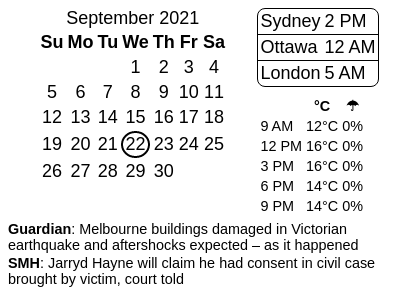 September 2021
Su Mo Tu We Th Fr Sa
1 2 3 4
5 6 7 8 9 10 11
12 13 14 15 16 17 18
19 20 21 22 23 24 25
26 27 28 29 30
Sydney 2 PM
Ottawa 12 AM
London 5 AM
°C ☂
9 AM 12°C 0%
12 PM 16°C 0%
3 PM 16°C 0%
6 PM 14°C 0%
9 PM 14°C 0%
Guardian: Melbourne buildings damaged in Victorian
earthquake and aftershocks expected – as it happened
SMH: Jarryd Hayne will claim he had consent in civil case
brought by victim, court told